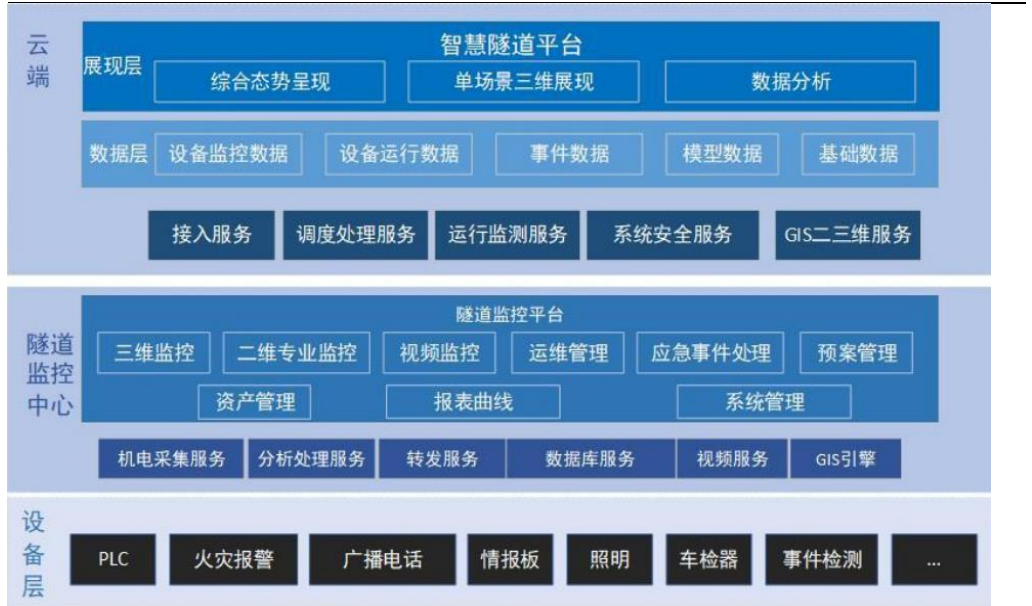 云端
智慧隧道平台
展现层
综合态势呈现 单场景三维展现 数据分析
数据层 设备监控数据 设备运行数据 事件数据 模型数据 基础数据
接入服务 调度处理服务 运行监测服务 系统安全服务 GIS二三维服务
隧道监控中心
隧道监控平台
三维监控 二维专业监控 视频监控 运维管理 应急事件处理 预案管理
资产管理 报表曲线 系统管理
机电采集服务 分析处理服务 转发服务 数据库服务 视频服务 GIS引擎
设备层
PLC 火灾报警 广播电话 情报板 照明 车检器 事件检测 ...